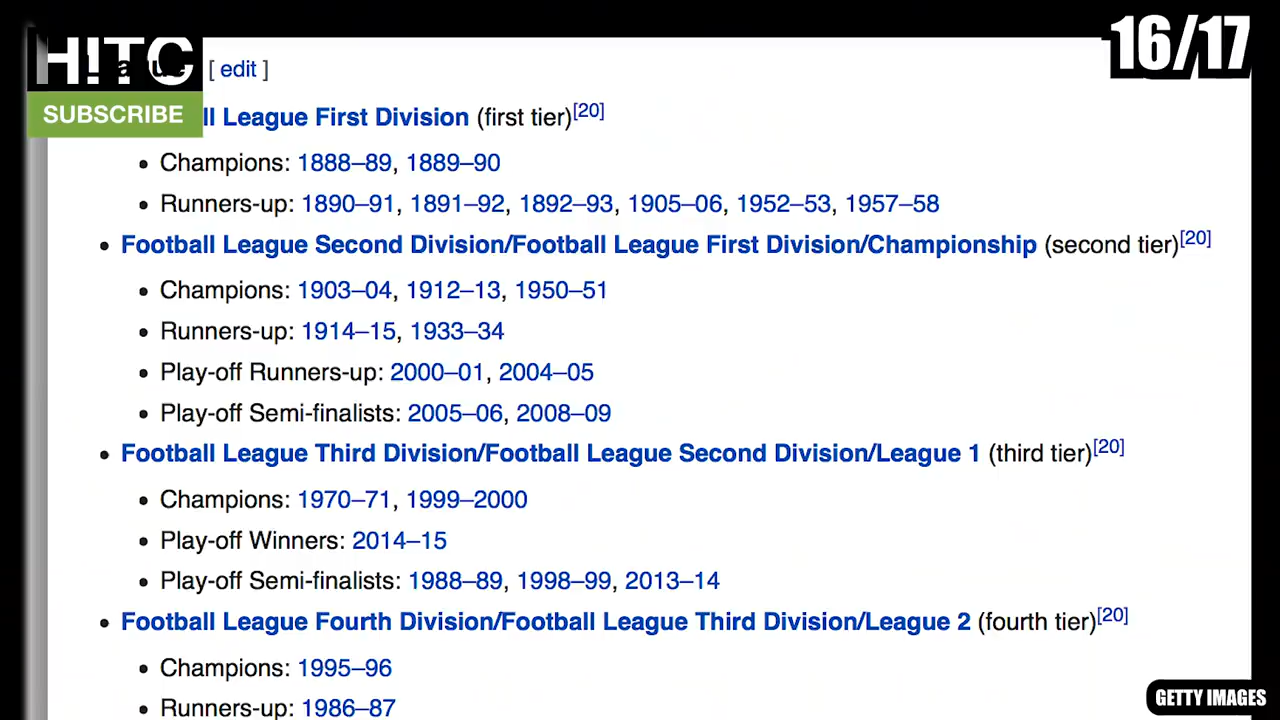 HITC
16/17
[ edit ]
SUBSCRIBE
ll League First Division (first tier)[20]
Champions: 1888–89, 1889–90
Runners-up: 1890–91, 1891–92, 1892–93, 1905–06, 1952–53, 1957–58
Football League Second Division/Football League First Division/Championship (second tier)[20]
Champions: 1903–04, 1912–13, 1950–51
Runners-up: 1914–15, 1933–34
Play-off Runners-up: 2000–01, 2004–05
Play-off Semi-finalists: 2005–06, 2008–09
Football League Third Division/Football League Second Division/League 1 (third tier)[20]
Champions: 1970–71, 1999–2000
Play-off Winners: 2014–15
Play-off Semi-finalists: 1988–89, 1998–99, 2013–14
Football League Fourth Division/Football League Third Division/League 2 (fourth tier)[20]
Champions: 1995–96
Runners-up: 1986–87
GETTY IMAGES